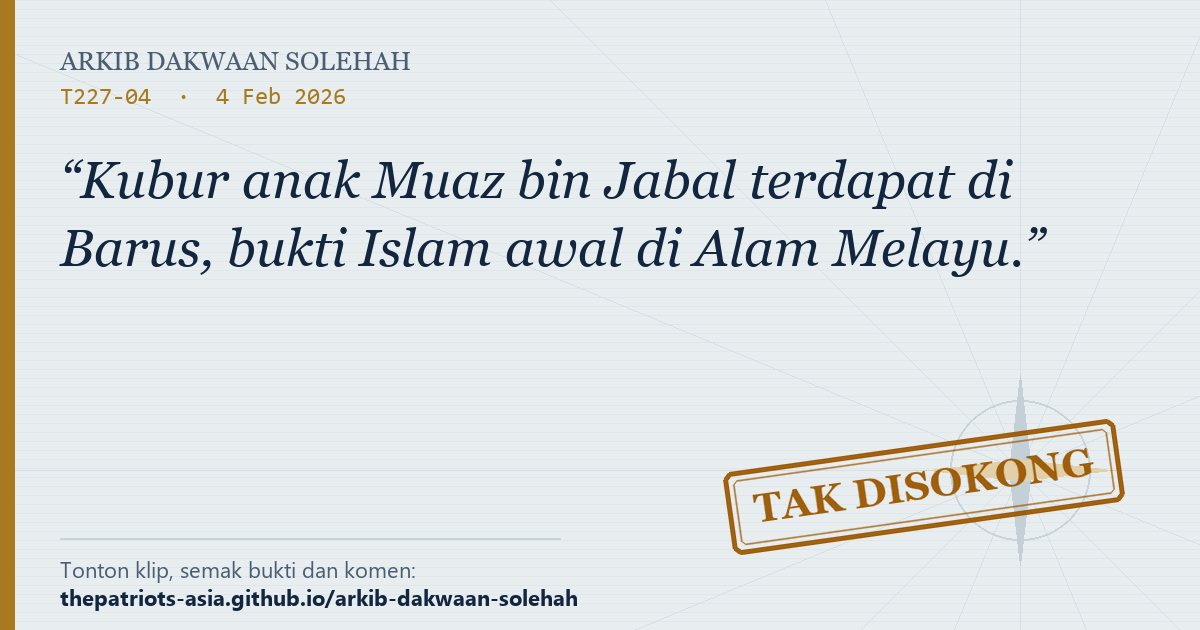 ARKIB DAKWAAN SOLEHAH
T227-04 · 4 Feb 2026
“Kubur anak Muaz bin Jabal terdapat di
Barus, bukti Islam awal di Alam Melayu.”
TAK DISOKONG
Tonton klip, semak bukti dan komen:
thepatriots-asia.github.io/arkib-dakwaan-solehah